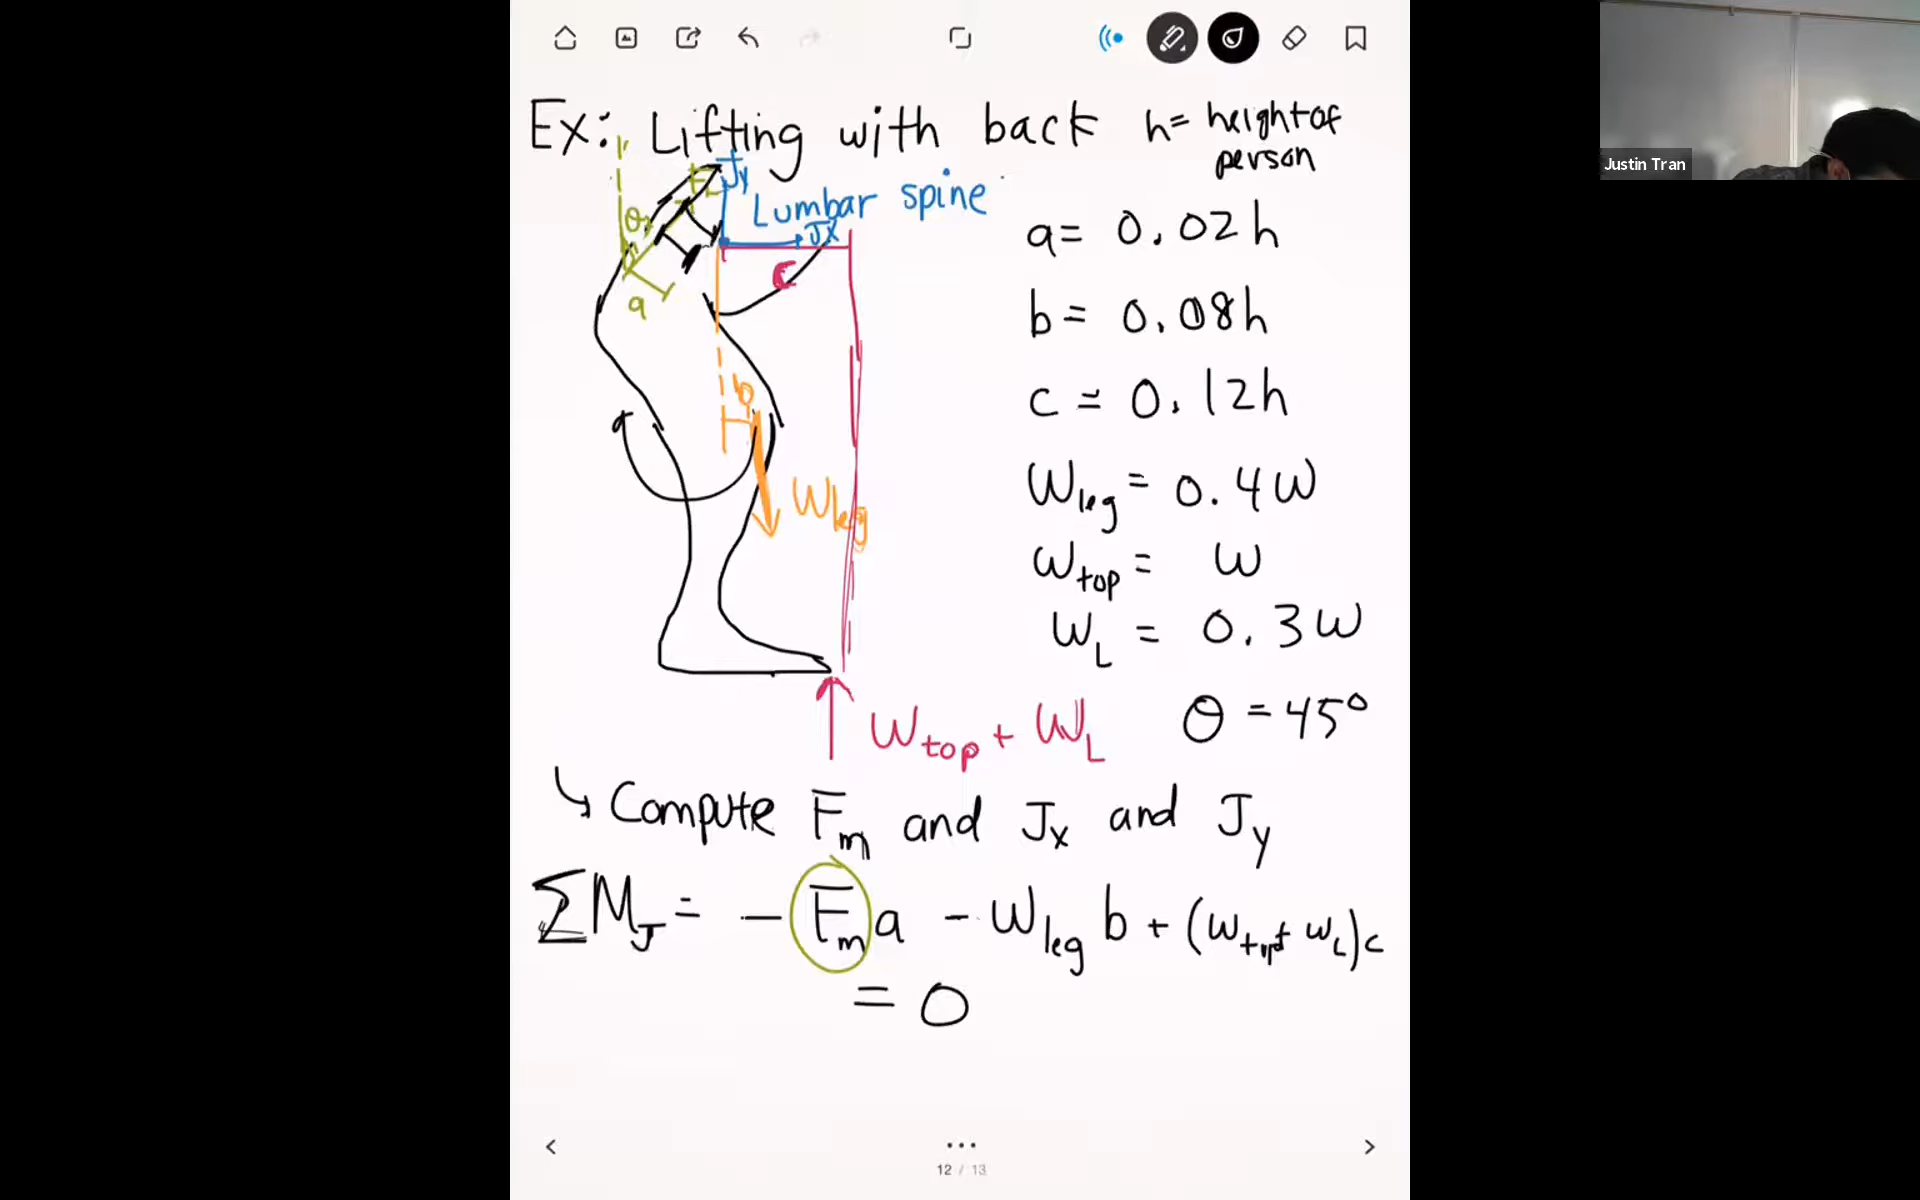 Ex: Lifting with back h= height of
person
Justin Tran
Jy
Lumbar spine
Jx
a= 0.02h
θ
c
a
b= 0.08h
b
c = 0.12h
Wleg
Wleg = 0.4W
Wtop = W
WL = 0.3W
θ = 45°
Wtop + WL
↳ Compute Fm and Jx and Jy
ΣMJ = - Fm a - Wleg b + (Wtop + WL)c
= 0
12 / 13